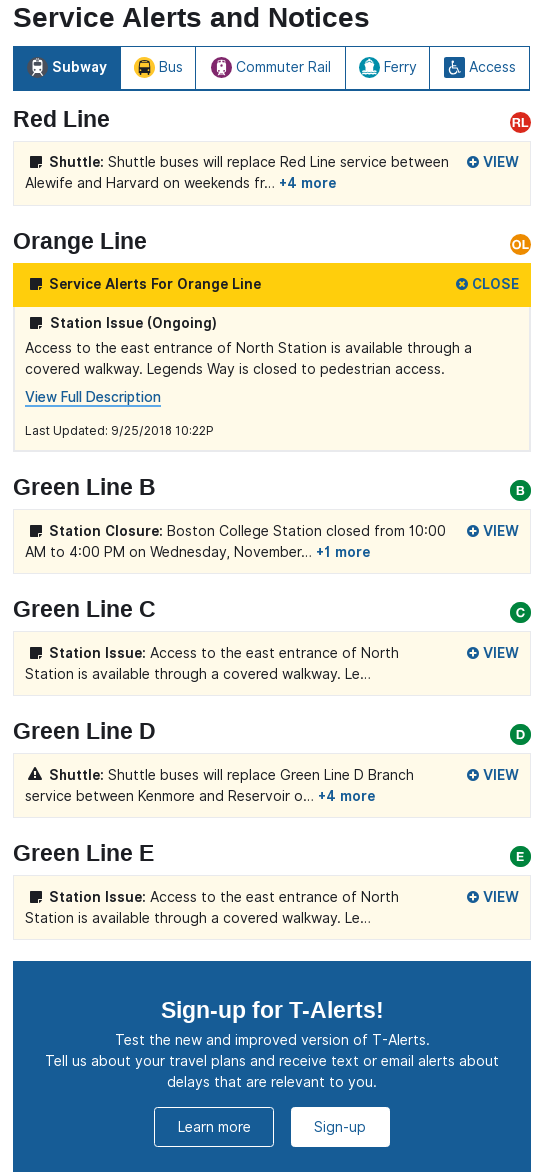 Service Alerts and Notices
Subway Bus Commuter Rail Ferry Access
Red Line RL
Shuttle: Shuttle buses will replace Red Line service between VIEW
Alewife and Harvard on weekends fr... +4 more
Orange Line OL
Service Alerts For Orange Line CLOSE
Station Issue (Ongoing)
Access to the east entrance of North Station is available through a
covered walkway. Legends Way is closed to pedestrian access.
View Full Description
Last Updated: 9/25/2018 10:22P
Green Line B B
Station Closure: Boston College Station closed from 10:00 VIEW
AM to 4:00 PM on Wednesday, November... +1 more
Green Line C C
Station Issue: Access to the east entrance of North VIEW
Station is available through a covered walkway. Le...
Green Line D D
Shuttle: Shuttle buses will replace Green Line D Branch VIEW
service between Kenmore and Reservoir o... +4 more
Green Line E E
Station Issue: Access to the east entrance of North VIEW
Station is available through a covered walkway. Le...
Sign-up for T-Alerts!
Test the new and improved version of T-Alerts.
Tell us about your travel plans and receive text or email alerts about
delays that are relevant to you.
Learn more Sign-up